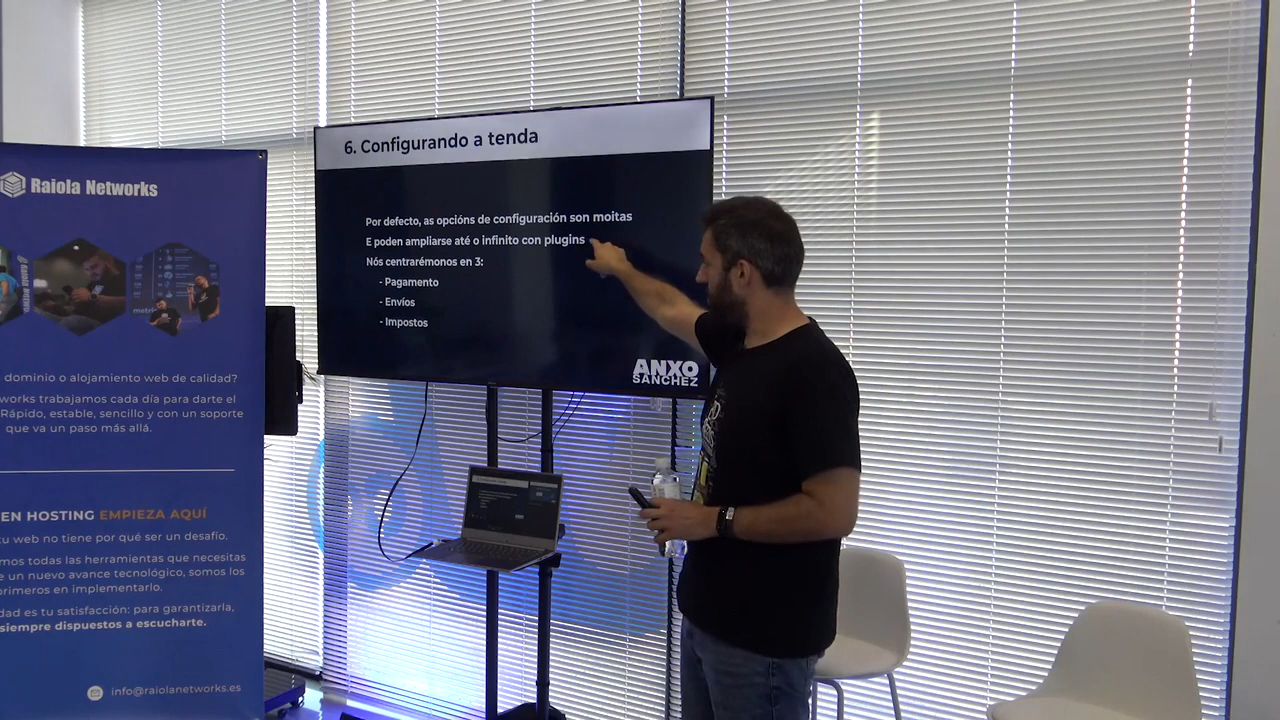 Raiola Networks
dominio o alojamiento web de calidad?
works trabajamos cada día para darte el
Rápido, estable, sencillo y con un soporte
que va un paso más allá.
EN HOSTING EMPIEZA AQUÍ
tu web no tiene por qué ser un desafío.
mos todas las herramientas que necesitas
e un nuevo avance tecnológico, somos los
primeros en implementarlo.
dad es tu satisfacción: para garantizarla,
siempre dispuestos a escucharte.
info@raiolanetworks.es
6. Configurando a tenda
Por defecto, as opcións de configuración son moitas
E poden ampliarse até o infinito con plugins
Nós centrarémonos en 3:
- Pagamento
- Envíos
- Impostos
ANXO
SÁNCHEZ